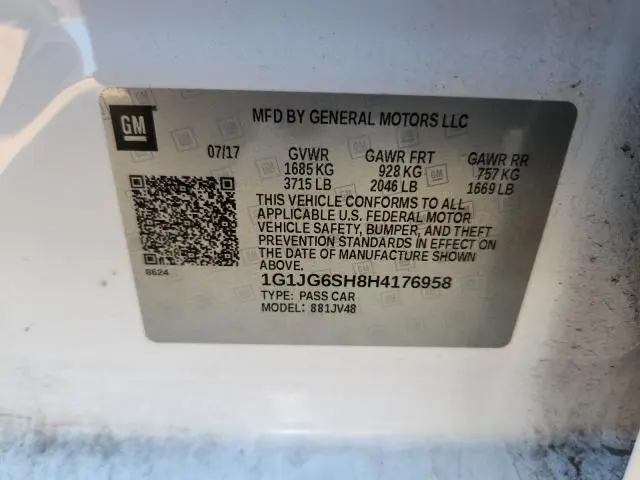 GM
MFD BY GENERAL MOTORS LLC
07/17 GVWR GAWR FRT GAWR RR
1685 KG 928 KG 757 KG
3715 LB 2046 LB 1669 LB
THIS VEHICLE CONFORMS TO ALL
APPLICABLE U.S. FEDERAL MOTOR
VEHICLE SAFETY, BUMPER, AND THEFT
PREVENTION STANDARDS IN EFFECT ON
THE DATE OF MANUFACTURE SHOWN
ABOVE.
8624
1G1JG6SH8H4176958
TYPE: PASS CAR
MODEL: 881JV48